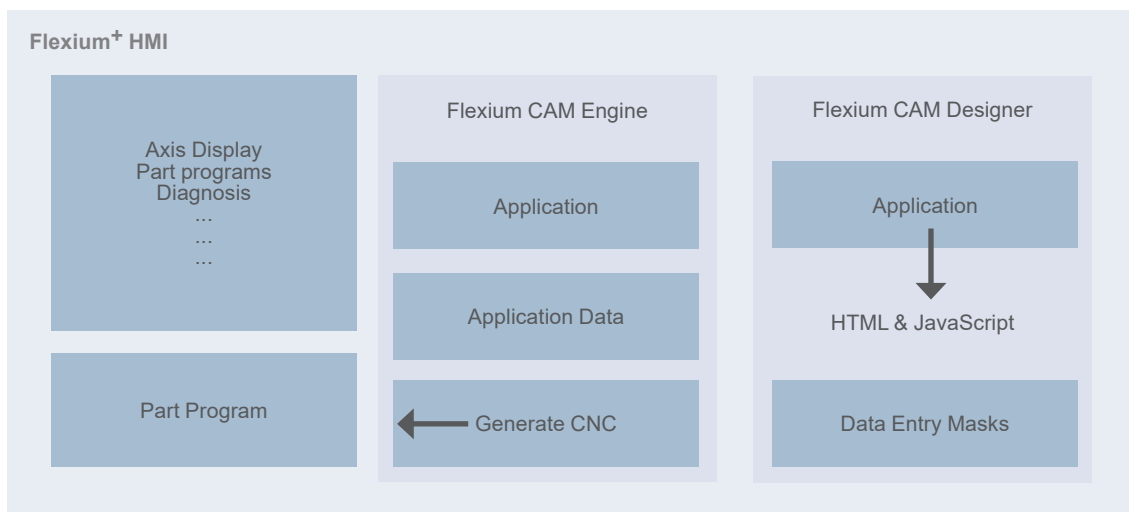 Flexium+ HMI
Axis Display
Part programs
Diagnosis
...
...
...
Part Program
Flexium CAM Engine
Application
Application Data
Generate CNC
Flexium CAM Designer
Application
HTML & JavaScript
Data Entry Masks